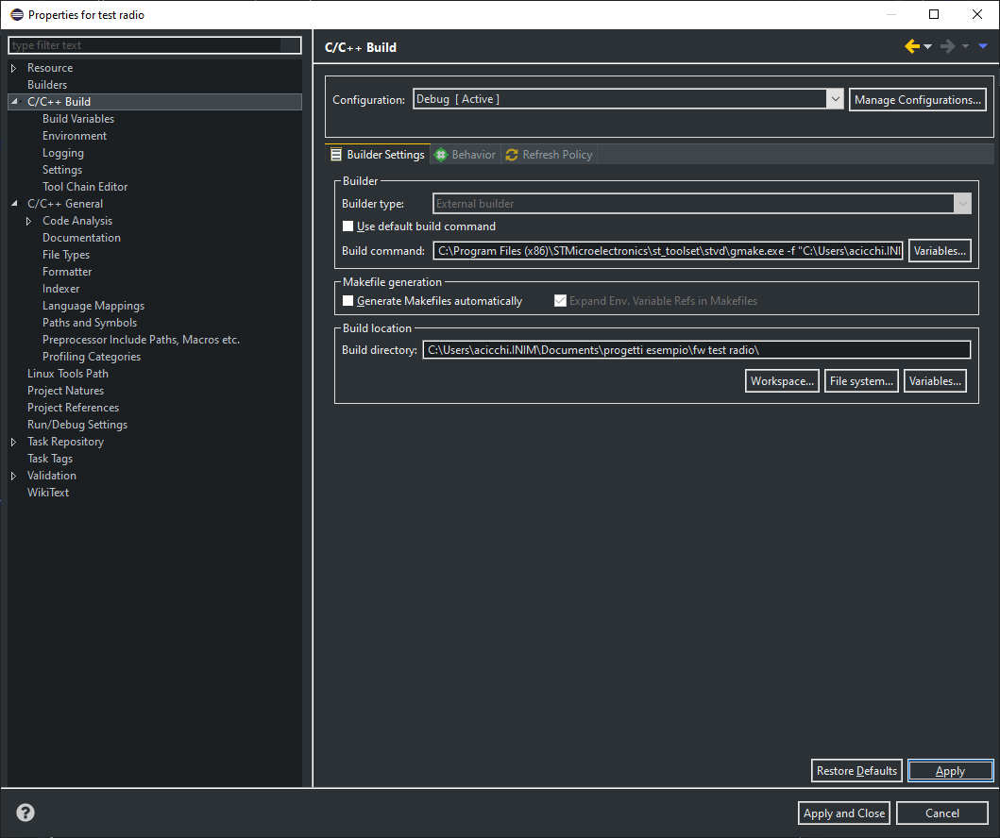 Properties for test radio
type filter text
Resource
Builders
C/C++ Build
Build Variables
Environment
Logging
Settings
Tool Chain Editor
C/C++ General
Code Analysis
Documentation
File Types
Formatter
Indexer
Language Mappings
Paths and Symbols
Preprocessor Include Paths, Macros etc.
Profiling Categories
Linux Tools Path
Project Natures
Project References
Run/Debug Settings
Task Repository
Task Tags
Validation
WikiText
C/C++ Build
Configuration: Debug [ Active ] Manage Configurations...
Builder Settings Behavior Refresh Policy
Builder
Builder type: External builder
Use default build command
Build command: C:\Program Files (x86)\STMicroelectronics\st_toolset\stvd\gmake.exe -f "C:\Users\acicchi.INI Variables...
Makefile generation
Generate Makefiles automatically Expand Env. Variable Refs in Makefiles
Build location
Build directory: C:\Users\acicchi.INIM\Documents\progetti esempio\fw test radio\
Workspace... File system... Variables...
Restore Defaults Apply
? Apply and Close Cancel